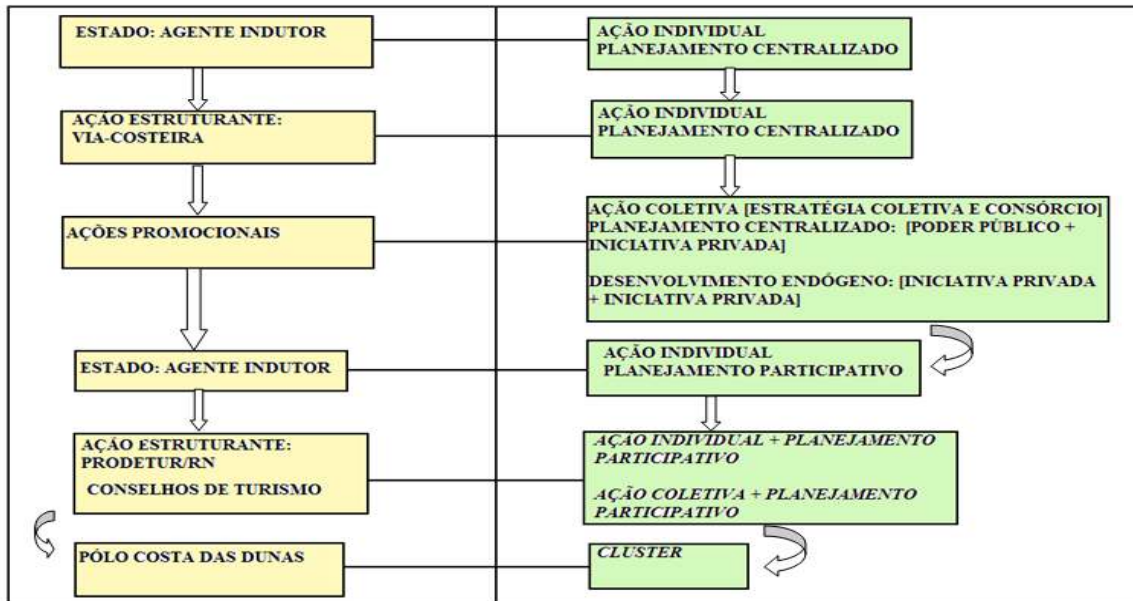 ESTADO: AGENTE INDUTOR
AÇÃO INDIVIDUAL
PLANEJAMENTO CENTRALIZADO
AÇÃO ESTRUTURANTE:
VIA-COSTEIRA
AÇÃO INDIVIDUAL
PLANEJAMENTO CENTRALIZADO
AÇÕES PROMOCIONAIS
AÇÃO COLETIVA [ESTRATÉGIA COLETIVA E CONSÓRCIO]
PLANEJAMENTO CENTRALIZADO: [PODER PÚBLICO +
INICIATIVA PRIVADA]
DESENVOLVIMENTO ENDÓGENO: [INICIATIVA PRIVADA
+ INICIATIVA PRIVADA]
ESTADO: AGENTE INDUTOR
AÇÃO INDIVIDUAL
PLANEJAMENTO PARTICIPATIVO
AÇÃO ESTRUTURANTE:
PRODETUR/RN
CONSELHOS DE TURISMO
AÇÃO INDIVIDUAL + PLANEJAMENTO
PARTICIPATIVO
AÇÃO COLETIVA + PLANEJAMENTO
PARTICIPATIVO
PÓLO COSTA DAS DUNAS
CLUSTER